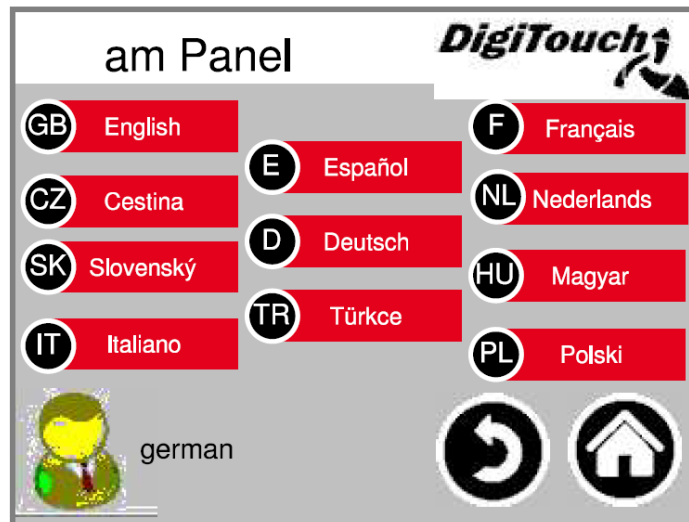 am Panel
DigiTouch
GB English
CZ Cestina
SK Slovenský
IT Italiano
E Español
D Deutsch
TR Türkce
F Français
NL Nederlands
HU Magyar
PL Polski
german